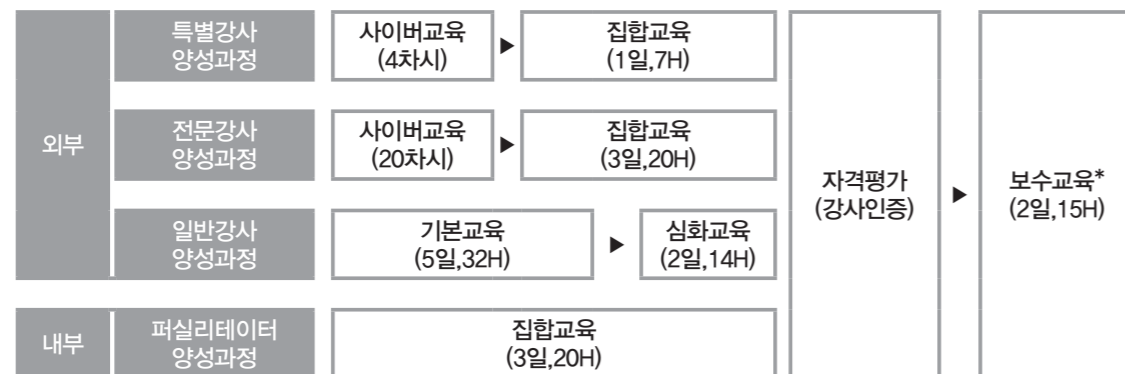 외부
특별강사
양성과정
사이버교육
(4차시)
▶
집합교육
(1일,7H)
전문강사
양성과정
사이버교육
(20차시)
▶
집합교육
(3일,20H)
일반강사
양성과정
기본교육
(5일,32H)
▶
심화교육
(2일,14H)
내부
퍼실리테이터
양성과정
집합교육
(3일,20H)
자격평가
(강사인증)
▶
보수교육*
(2일,15H)